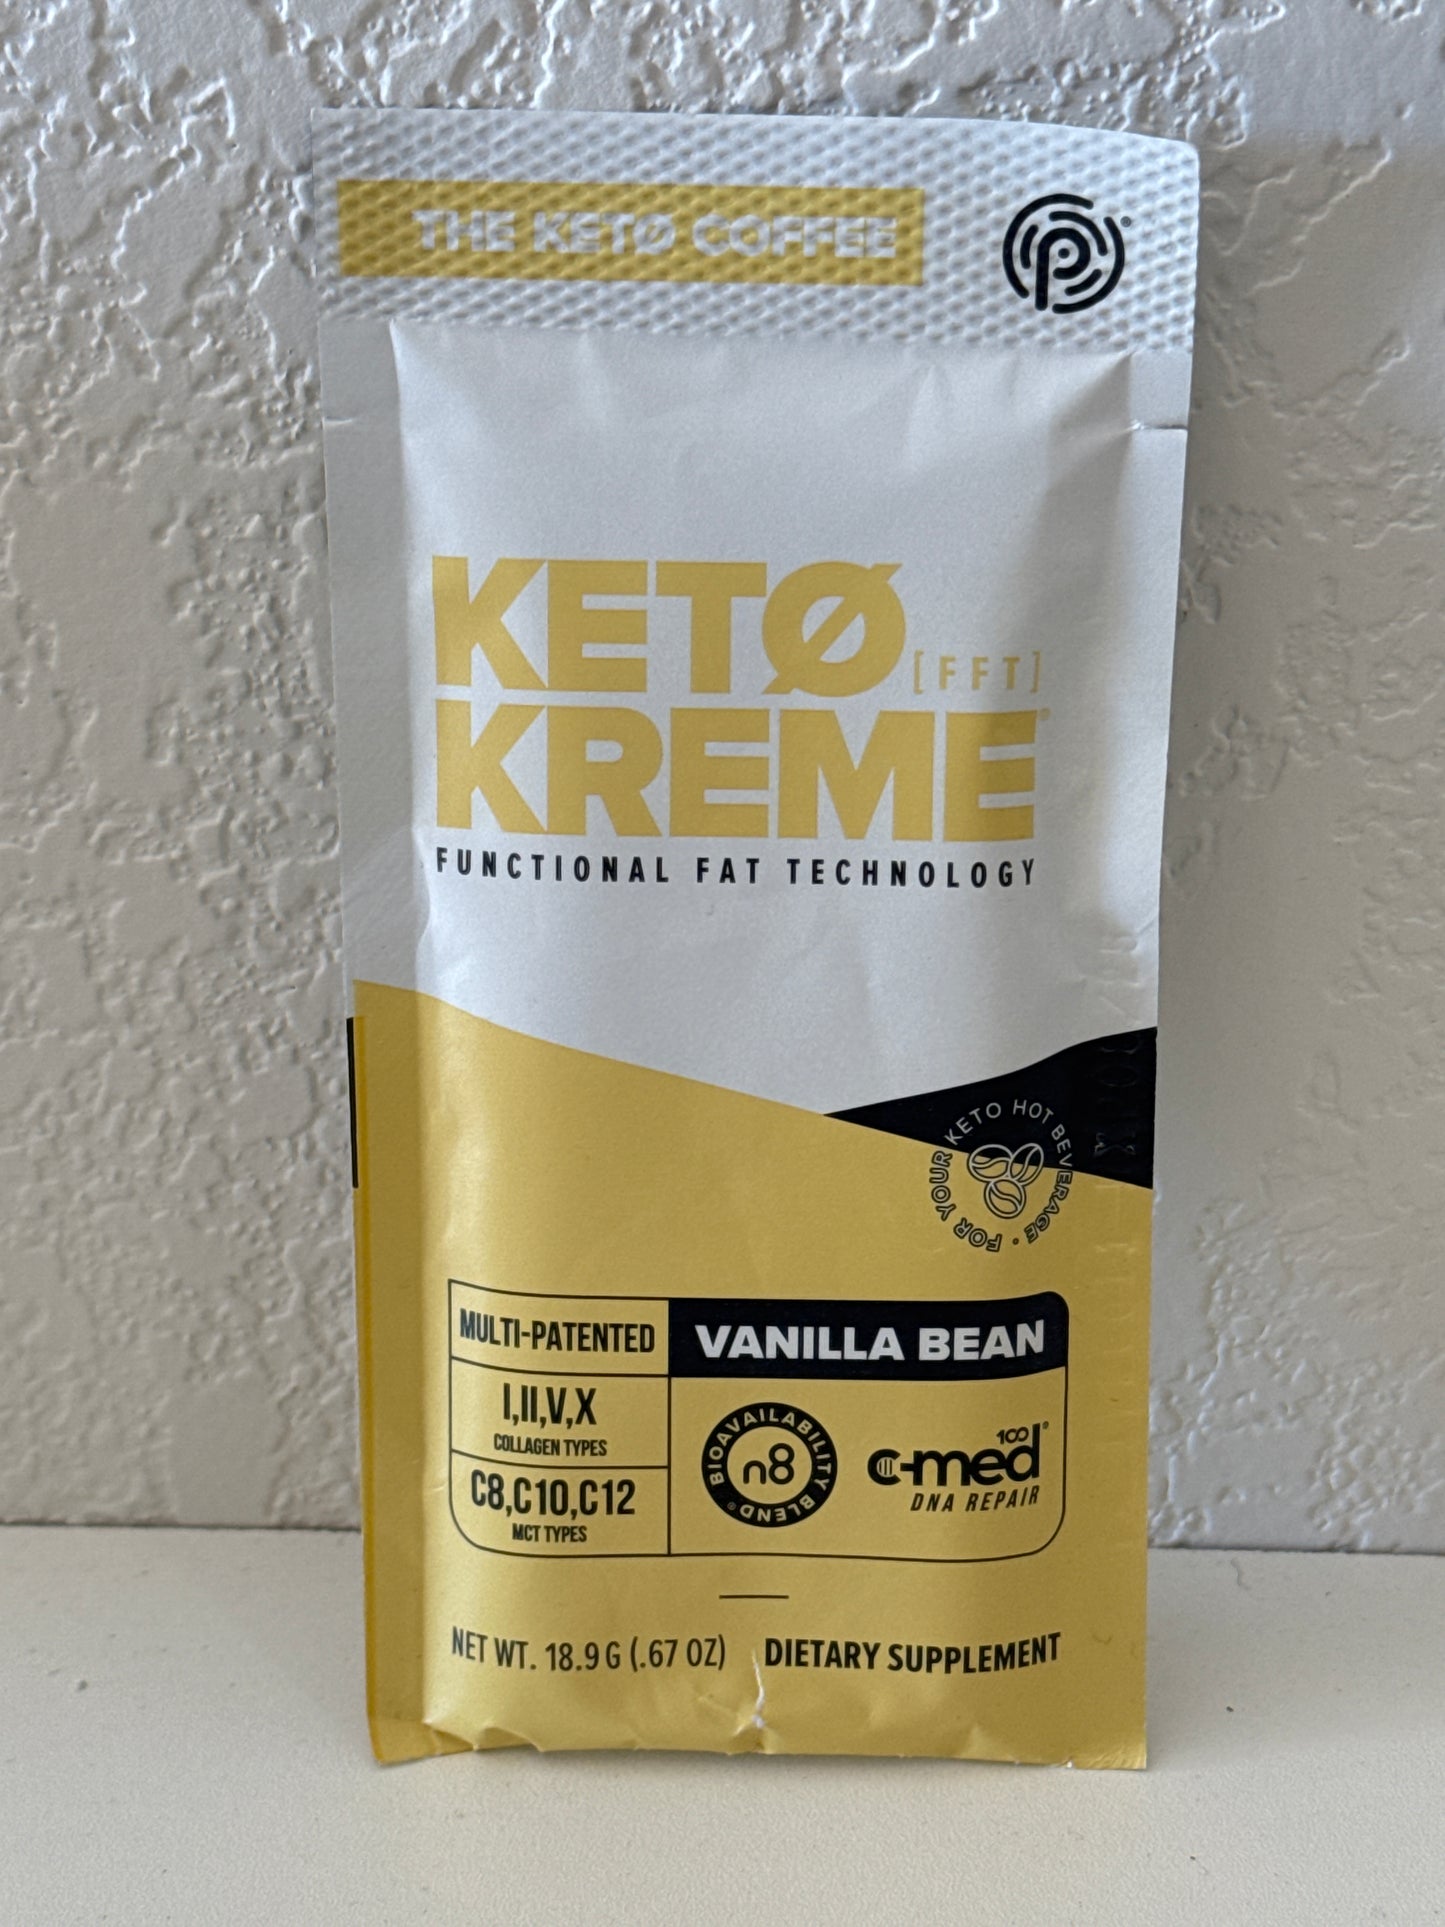 THE KETØ COFFEE
KETØ
[FFT]
KREME®
FUNCTIONAL FAT TECHNOLOGY
FOR YOUR KETO HOT BEVERAGE •
MULTI-PATENTED
VANILLA BEAN
I,II,V,X
COLLAGEN TYPES
C8,C10,C12
MCT TYPES
BIOAVAILABILITY BLEND®
n8
c-med 100®
DNA REPAIR
NET WT. 18.9 G (.67 OZ)
DIETARY SUPPLEMENT